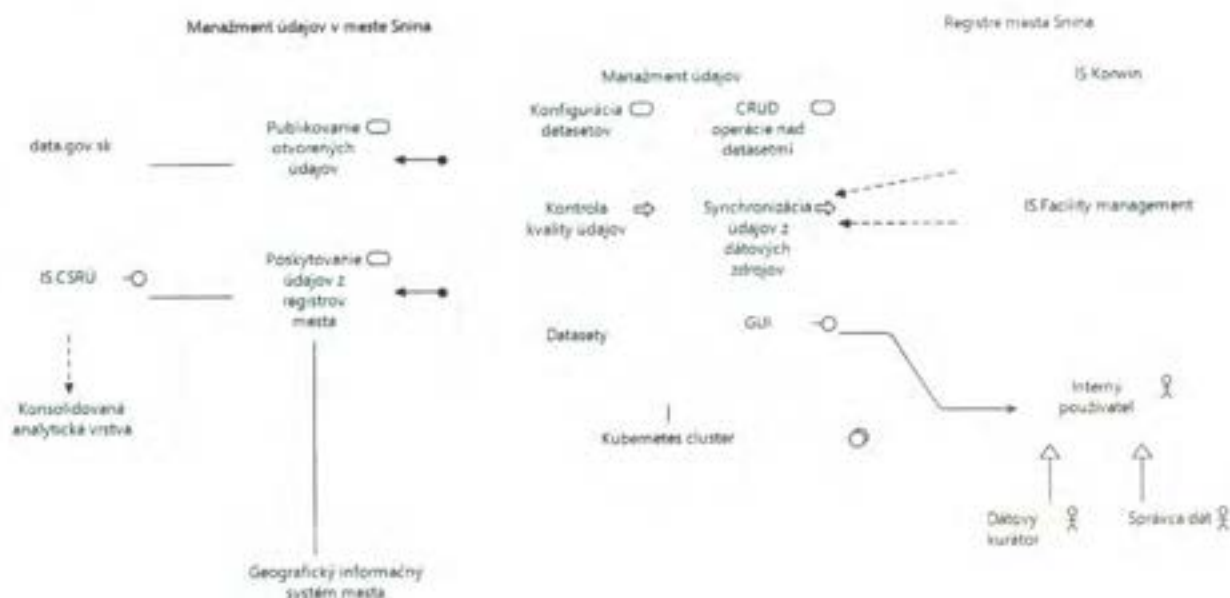 Manažment údajov v meste Snina
Registre mesta Snina
Manažment údajov
IS Korwin
Konfigurácia
datasetov
CRUD
operácie nad
datasetmi
Publikovanie
otvorených
údajov
data.gov.sk
Kontrola
kvality údajov
Synchronizácia
údajov z
dátových
zdrojov
IS Facility management
Poskytovanie
údajov z
registrov
mesta
IS CSRÚ
Datasety
GUI
Konsolidovaná
analytická vrstva
Interný
používateľ
Kubernetes cluster
Dátový
kurátor
Správca dát
Geografický informačný
systém mesta